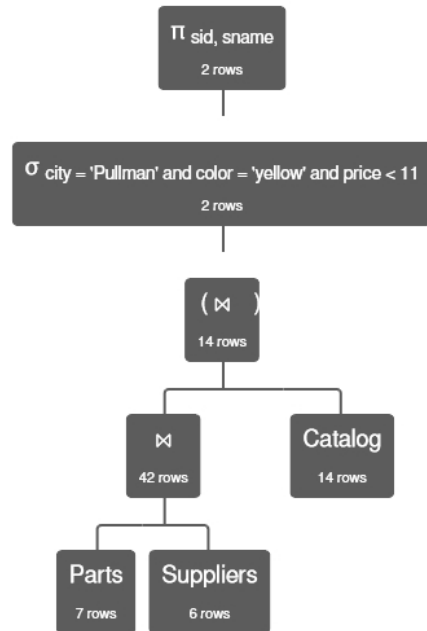 π sid, sname
2 rows
σ city = 'Pullman' and color = 'yellow' and price < 11
2 rows
( ⋈ )
14 rows
⋈
42 rows
Catalog
14 rows
Parts
7 rows
Suppliers
6 rows